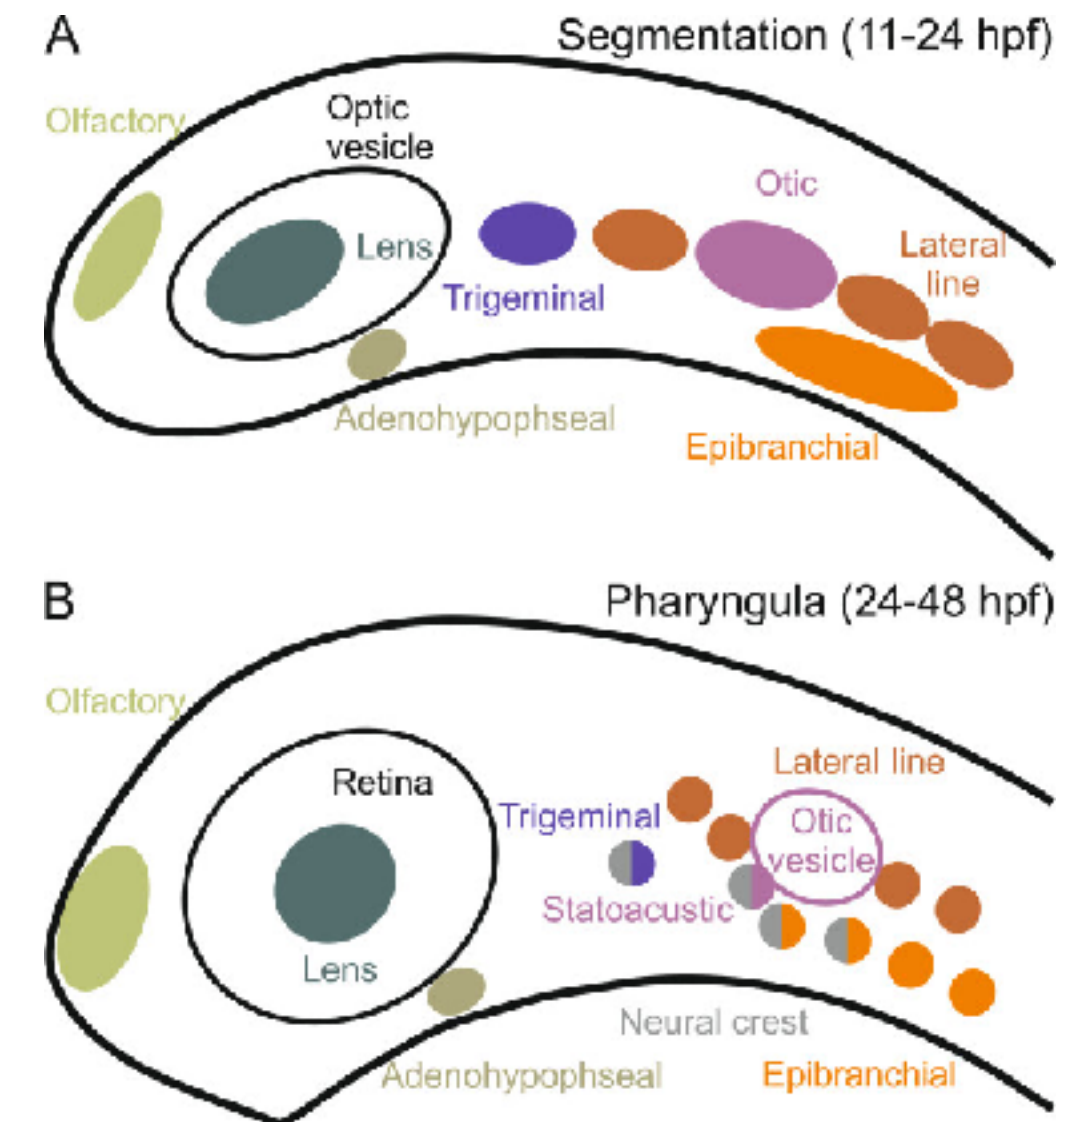 A
Segmentation (11-24 hpf)
Olfactory
Optic
vesicle
Otic
Lens
Lateral
line
Trigeminal
Adenohypophseal
Epibranchial
B
Pharyngula (24-48 hpf)
Olfactory
Retina
Lateral line
Trigeminal
Otic
vesicle
Statoacustic
Lens
Neural crest
Adenohypophseal
Epibranchial